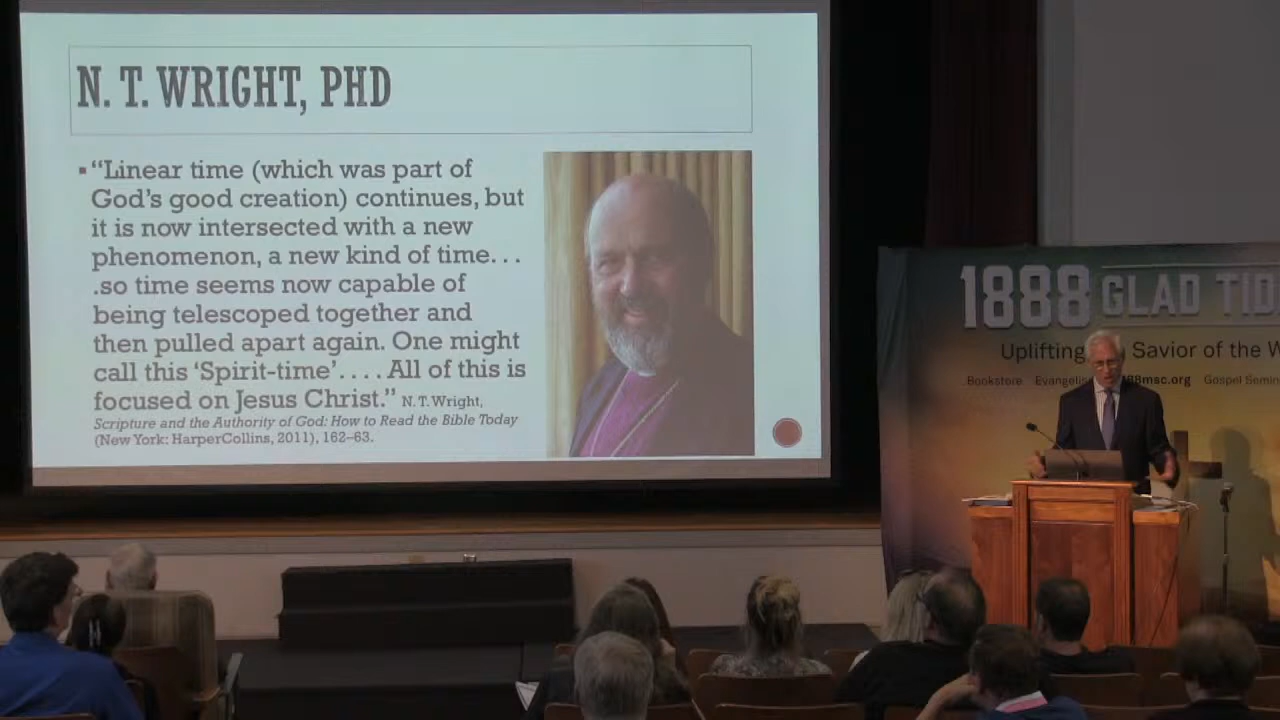 N. T. WRIGHT, PHD
▪ “Linear time (which was part of
God’s good creation) continues, but
it is now intersected with a new
phenomenon, a new kind of time. . .
.so time seems now capable of
being telescoped together and
then pulled apart again. One might
call this ‘Spirit-time’. . . . All of this is
focused on Jesus Christ.” N. T. Wright,
Scripture and the Authority of God: How to Read the Bible Today
(New York: HarperCollins, 2011), 162–63.
1888 GLAD TID
Uplifting Savior of the W
Bookstore Evangelis 88msc.org Gospel Semin